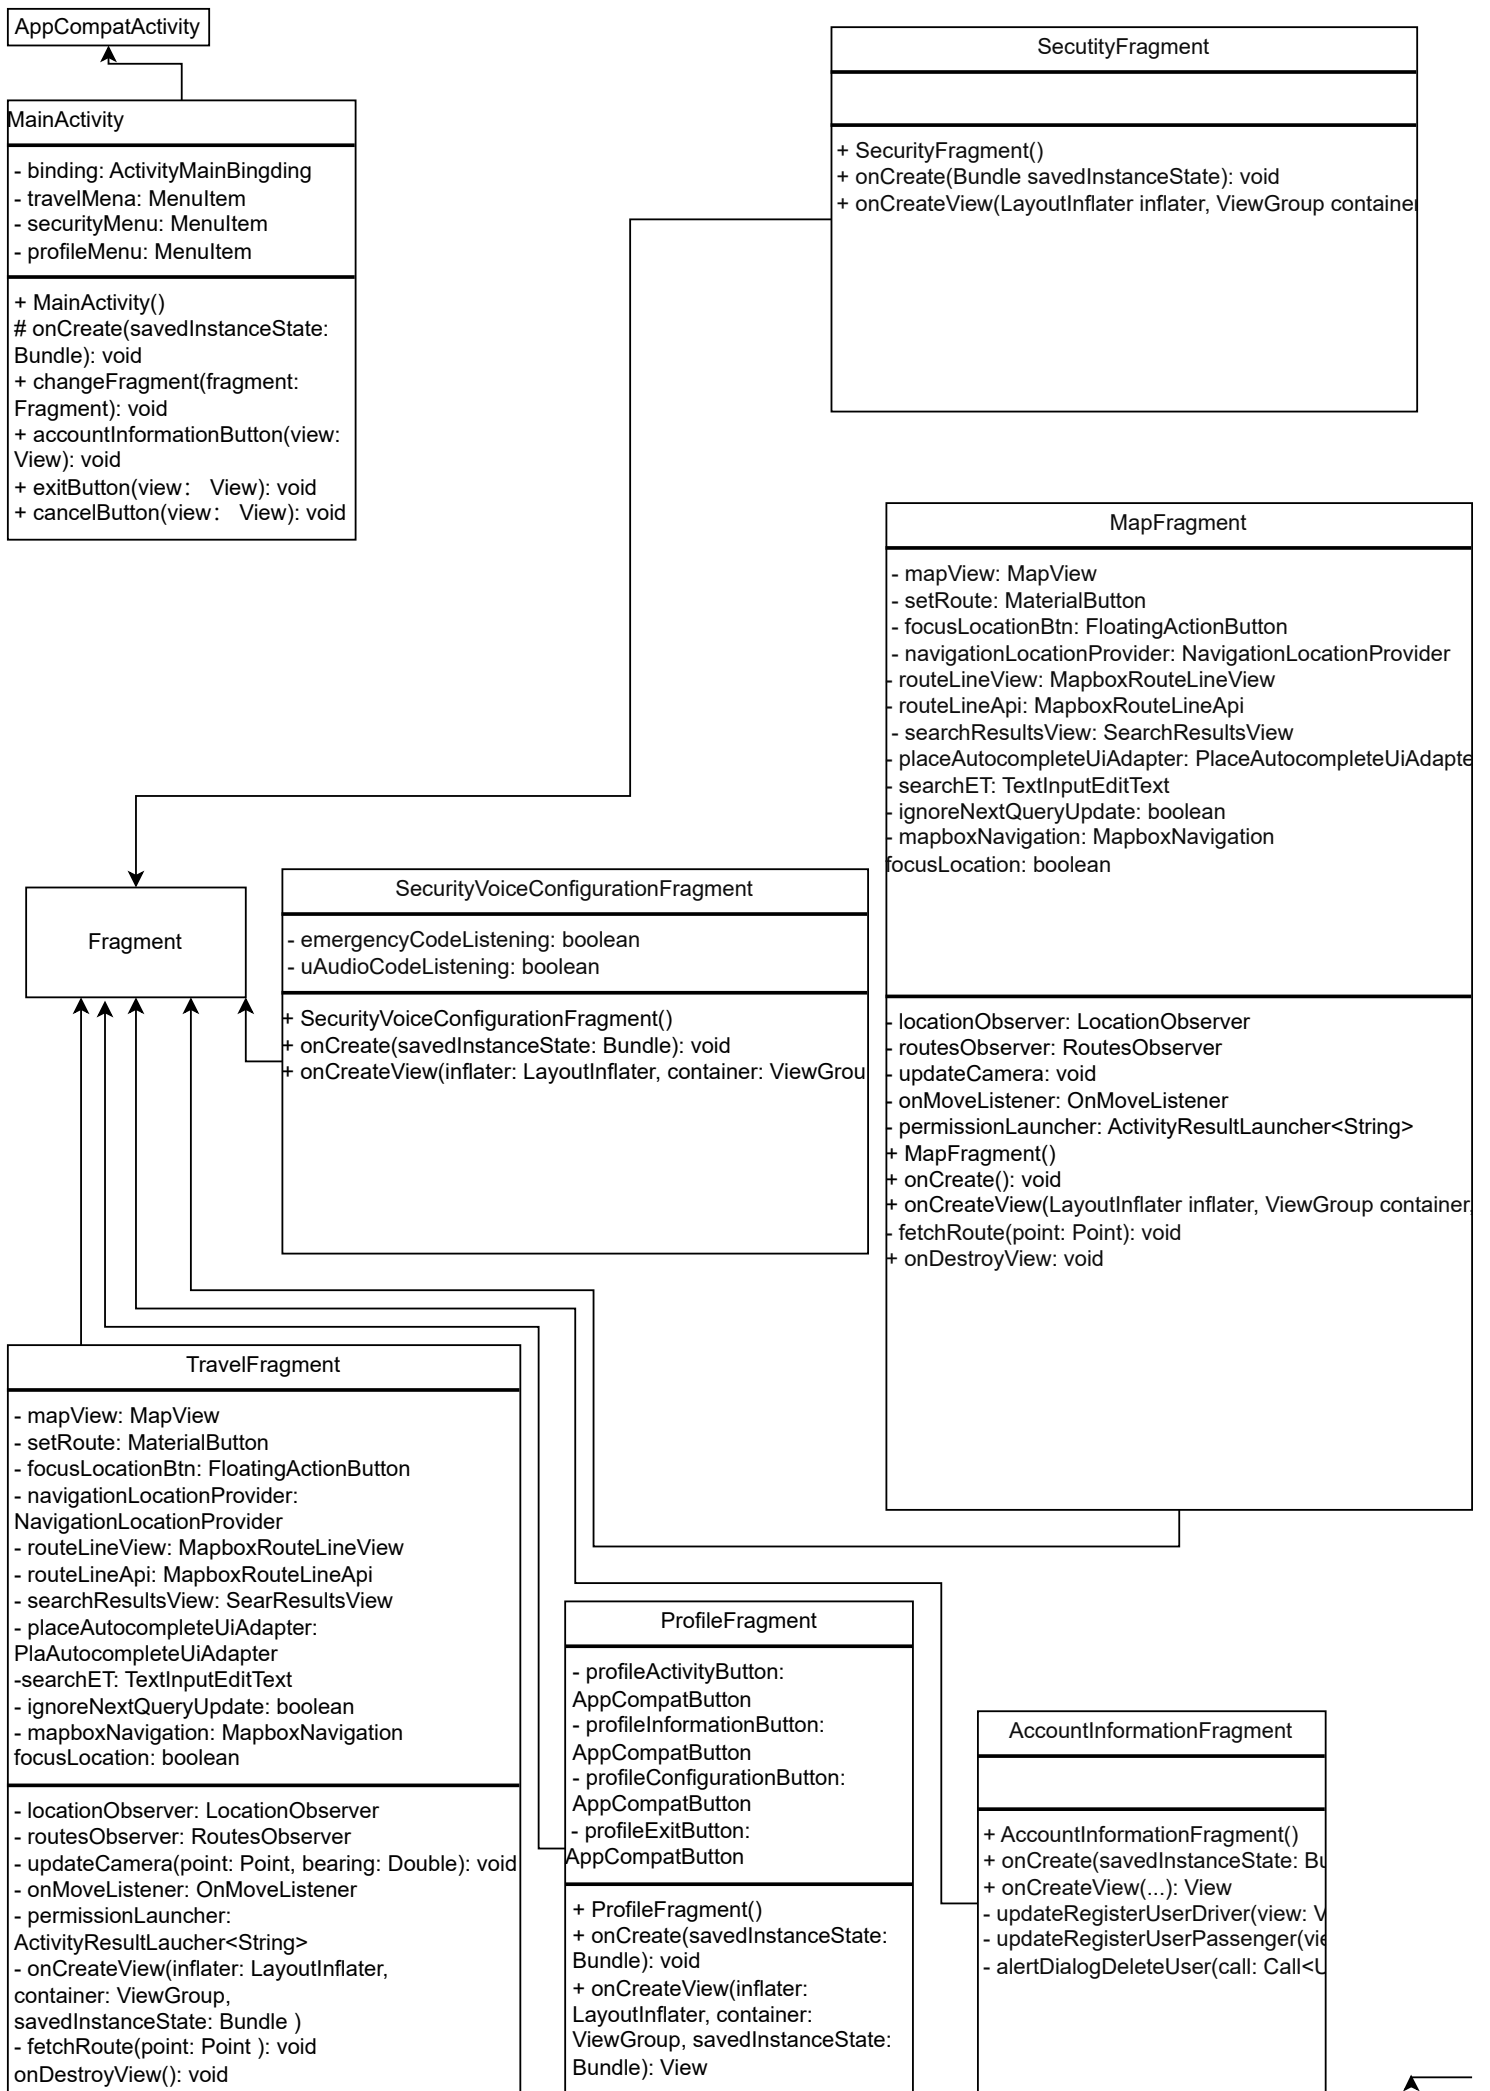 AppCompatActivity
MainActivity
- binding: ActivityMainBingding
- travelMena: MenuItem
- securityMenu: MenuItem
- profileMenu: MenuItem
+ MainActivity()
# onCreate(savedInstanceState:
Bundle): void
+ changeFragment(fragment:
Fragment): void
+ accountInformationButton(view:
View): void
+ exitButton(view： View): void
+ cancelButton(view： View): void
SecutityFragment
+ SecurityFragment()
+ onCreate(Bundle savedInstanceState): void
+ onCreateView(LayoutInflater inflater, ViewGroup container
MapFragment
- mapView: MapView
- setRoute: MaterialButton
- focusLocationBtn: FloatingActionButton
- navigationLocationProvider: NavigationLocationProvider
- routeLineView: MapboxRouteLineView
- routeLineApi: MapboxRouteLineApi
- searchResultsView: SearchResultsView
- placeAutocompleteUiAdapter: PlaceAutocompleteUiAdapte
- searchET: TextInputEditText
- ignoreNextQueryUpdate: boolean
- mapboxNavigation: MapboxNavigation
focusLocation: boolean
- locationObserver: LocationObserver
- routesObserver: RoutesObserver
- updateCamera: void
- onMoveListener: OnMoveListener
- permissionLauncher: ActivityResultLauncher<String>
+ MapFragment()
+ onCreate(): void
+ onCreateView(LayoutInflater inflater, ViewGroup container,
- fetchRoute(point: Point): void
+ onDestroyView: void
Fragment
SecurityVoiceConfigurationFragment
- emergencyCodeListening: boolean
- uAudioCodeListening: boolean
+ SecurityVoiceConfigurationFragment()
+ onCreate(savedInstanceState: Bundle): void
+ onCreateView(inflater: LayoutInflater, container: ViewGrou
TravelFragment
- mapView: MapView
- setRoute: MaterialButton
- focusLocationBtn: FloatingActionButton
- navigationLocationProvider:
NavigationLocationProvider
- routeLineView: MapboxRouteLineView
- routeLineApi: MapboxRouteLineApi
- searchResultsView: SearResultsView
- placeAutocompleteUiAdapter:
PlaAutocompleteUiAdapter
-searchET: TextInputEditText
- ignoreNextQueryUpdate: boolean
- mapboxNavigation: MapboxNavigation
focusLocation: boolean
- locationObserver: LocationObserver
- routesObserver: RoutesObserver
- updateCamera(point: Point, bearing: Double): void
- onMoveListener: OnMoveListener
- permissionLauncher:
ActivityResultLaucher<String>
- onCreateView(inflater: LayoutInflater,
container: ViewGroup,
savedInstanceState: Bundle )
- fetchRoute(point: Point ): void
onDestroyView(): void
ProfileFragment
- profileActivityButton:
AppCompatButton
- profileInformationButton:
AppCompatButton
- profileConfigurationButton:
AppCompatButton
- profileExitButton:
AppCompatButton
+ ProfileFragment()
+ onCreate(savedInstanceState:
Bundle): void
+ onCreateView(inflater:
LayoutInflater, container:
ViewGroup, savedInstanceState:
Bundle): View
AccountInformationFragment
+ AccountInformationFragment()
+ onCreate(savedInstanceState: Bu
+ onCreateView(...): View
- updateRegisterUserDriver(view: V
- updateRegisterUserPassenger(vie
- alertDialogDeleteUser(call: Call<U